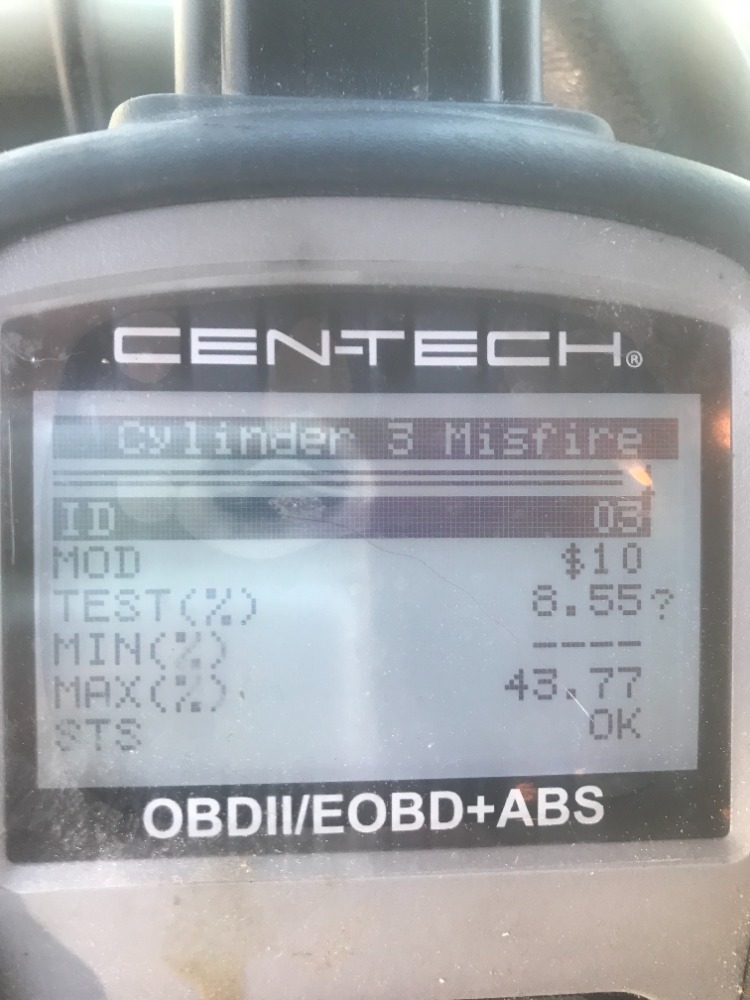 CEN-TECH®
Cylinder 3 Misfire
ID 03
MOD $10
TEST(%) 8.55?
MIN(%) ----
MAX(%) 43.77
STS OK
OBDII/EOBD+ABS